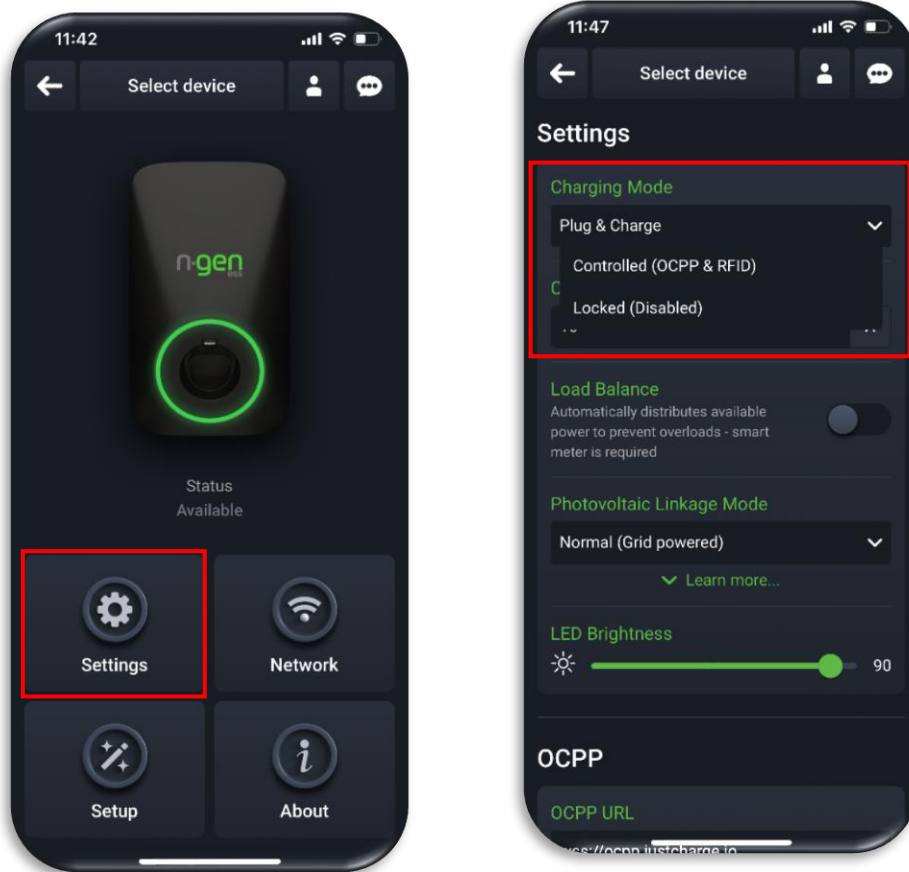 11:42
Select device
n-gen
Status
Available
Settings
Network
Setup
About
11:47
Select device
Settings
Charging Mode
Plug & Charge
Controlled (OCPP & RFID)
Locked (Disabled)
Load Balance
Automatically distributes available
power to prevent overloads - smart
meter is required
Photovoltaic Linkage Mode
Normal (Grid powered)
Learn more...
LED Brightness
90
OCPP
OCPP URL